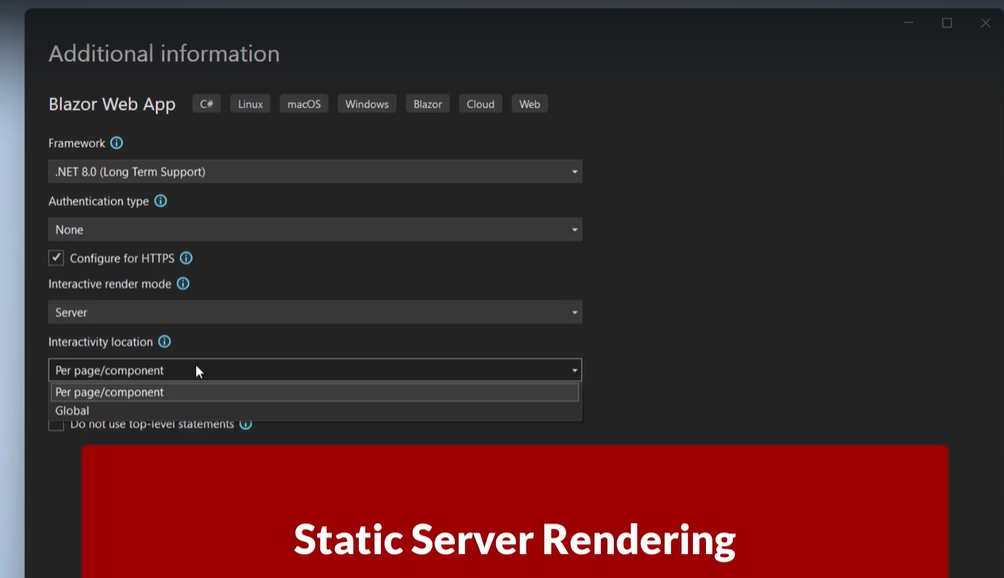 Additional information
Blazor Web App C# Linux macOS Windows Blazor Cloud Web
Framework
.NET 8.0 (Long Term Support)
Authentication type
None
Configure for HTTPS
Interactive render mode
Server
Interactivity location
Per page/component
Per page/component
Global
Do not use top-level statements
Static Server Rendering